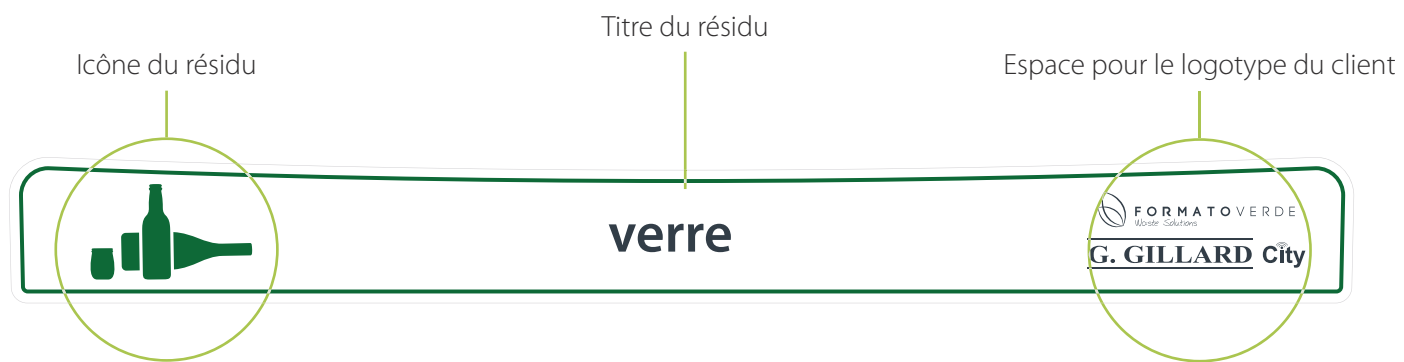 Titre du résidu
Icône du résidu
Espace pour le logotype du client
verre
FORMATOVERDE
Waste Solutions
G. GILLARD City